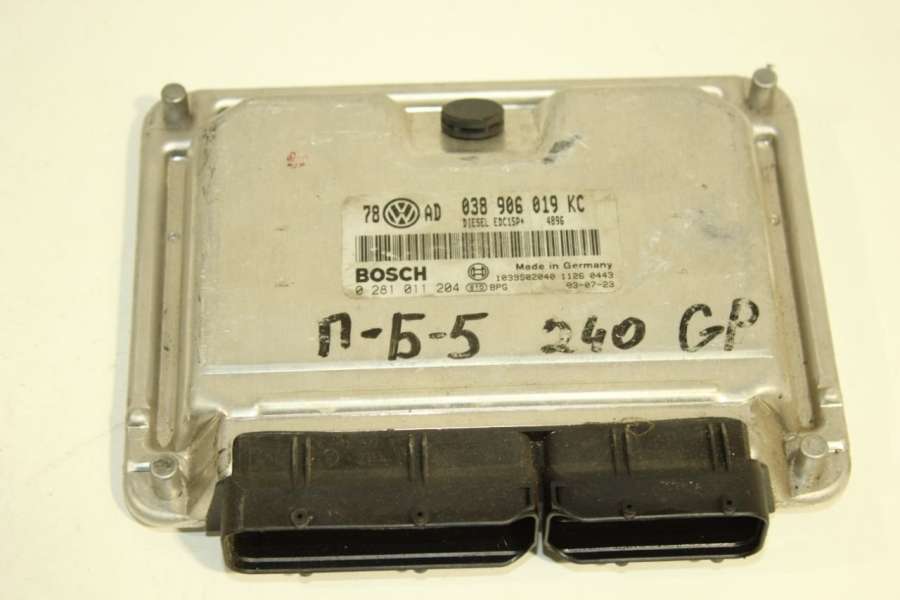 78 AD 038 906 019 KC
DIESEL EDC15P+ 4896
BOSCH Made in Germany
1039S02040 1126 0443
0 281 011 204 BPG 03-07-23
П-Б-5 240 GP